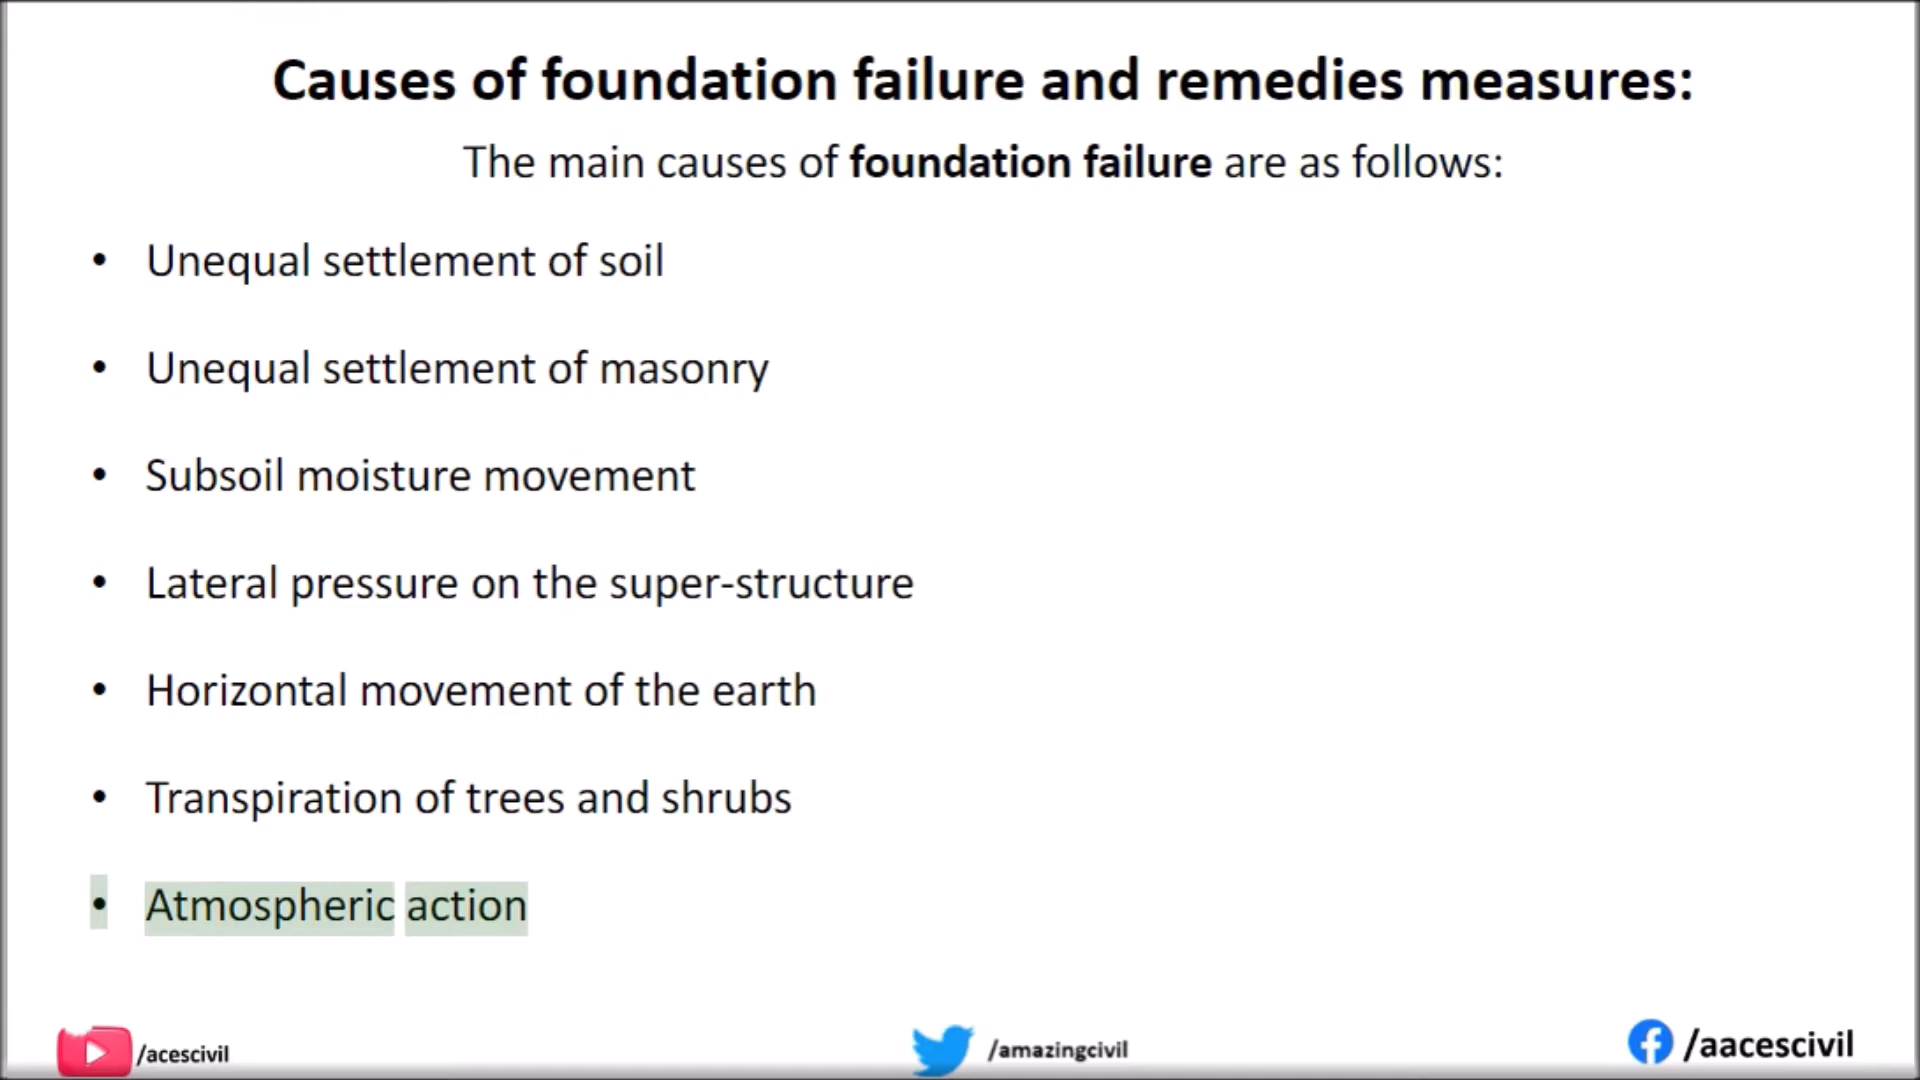 Causes of foundation failure and remedies measures:
The main causes of foundation failure are as follows:
• Unequal settlement of soil
• Unequal settlement of masonry
• Subsoil moisture movement
• Lateral pressure on the super-structure
• Horizontal movement of the earth
• Transpiration of trees and shrubs
• Atmospheric action
/acescivil
/amazingcivil
/aacescivil